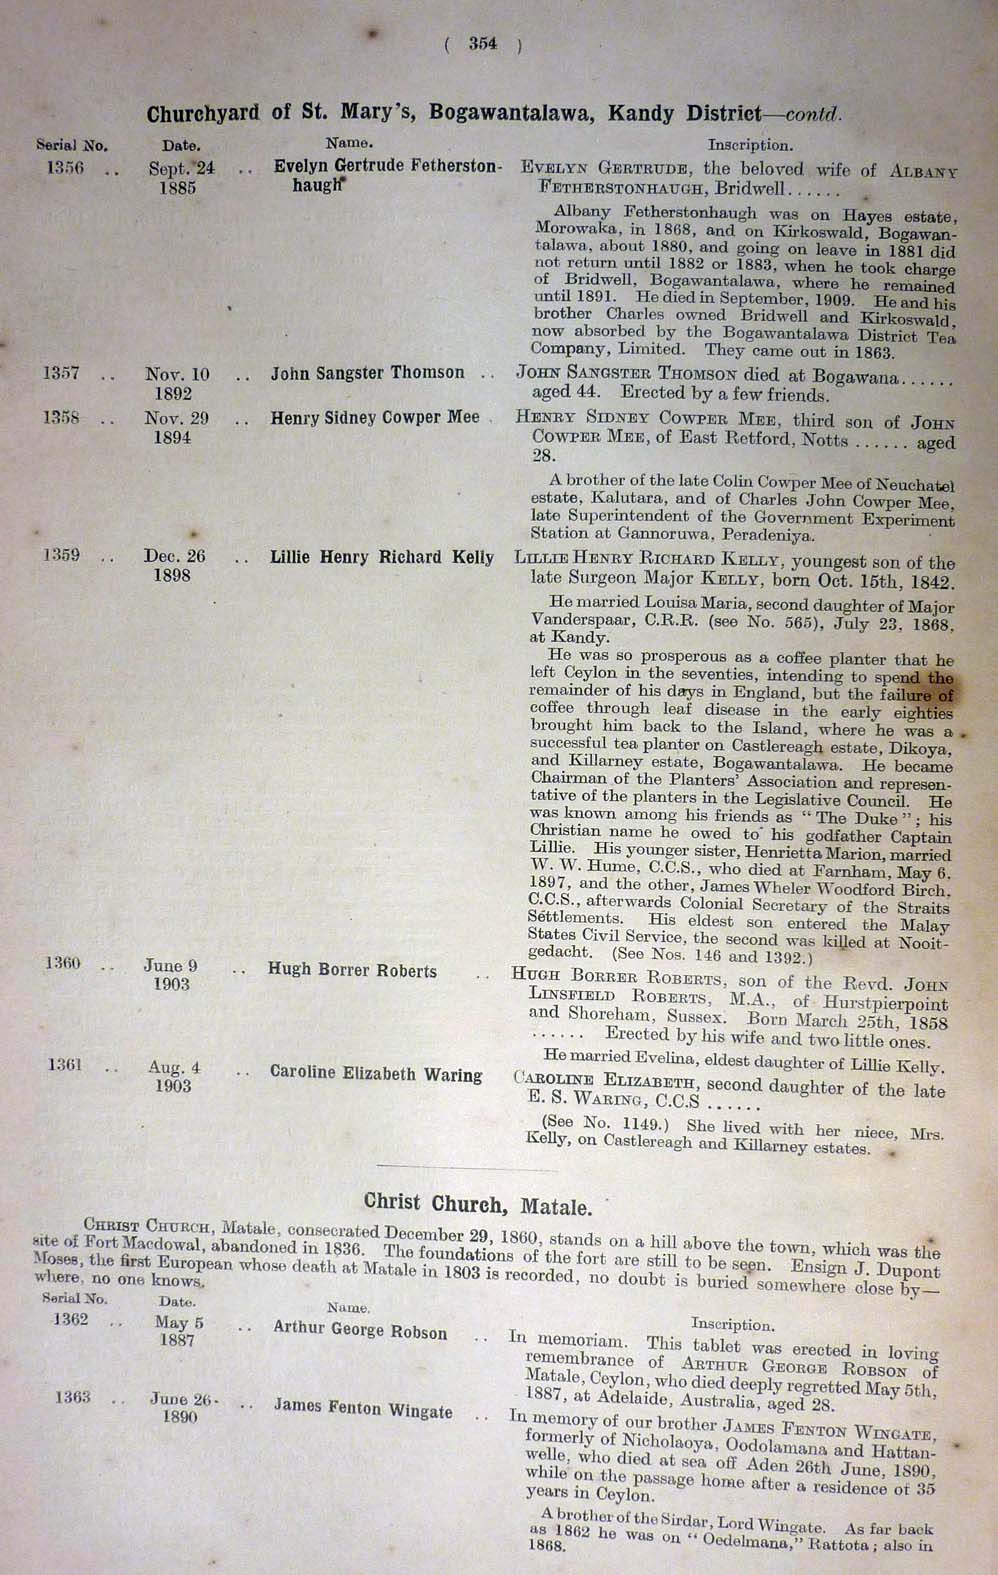 ( 354 )
Churchyard of St. Mary's, Bogawantalawa, Kandy District—contd.
Serial No. Date. Name. Inscription.
1356 .. Sept. 24 .. Evelyn Gertrude Fetherston- EVELYN GERTRUDE, the beloved wife of ALBANY
1885 haugh FETHERSTONHAUGH, Bridwell......
Albany Fetherstonhaugh was on Hayes estate,
Morowaka, in 1868, and on Kirkoswald, Bogawan-
talawa, about 1880, and going on leave in 1881 did
not return until 1882 or 1883, when he took charge
of Bridwell, Bogawantalawa, where he remained
until 1891. He died in September, 1909. He and his
brother Charles owned Bridwell and Kirkoswald,
now absorbed by the Bogawantalawa District Tea
Company, Limited. They came out in 1863.
1357 .. Nov. 10 .. John Sangster Thomson .. JOHN SANGSTER THOMSON died at Bogawana......
1892 aged 44. Erected by a few friends.
1358 .. Nov. 29 .. Henry Sidney Cowper Mee . HENRY SIDNEY COWPER MEE, third son of JOHN
1894 COWPER MEE, of East Retford, Notts ...... aged
28.
A brother of the late Colin Cowper Mee of Neuchatel
estate, Kalutara, and of Charles John Cowper Mee,
late Superintendent of the Government Experiment
Station at Gannoruwa, Peradeniya.
1359 .. Dec. 26 .. Lillie Henry Richard Kelly LILLIE HENRY RICHARD KELLY, youngest son of the
1898 late Surgeon Major KELLY, born Oct. 15th, 1842.
He married Louisa Maria, second daughter of Major
Vanderspaar, C.R.R. (see No. 565), July 23, 1868,
at Kandy.
He was so prosperous as a coffee planter that he
left Ceylon in the seventies, intending to spend the
remainder of his days in England, but the failure of
coffee through leaf disease in the early eighties
brought him back to the Island, where he was a
successful tea planter on Castlereagh estate, Dikoya,
and Killarney estate, Bogawantalawa. He became
Chairman of the Planters' Association and represen-
tative of the planters in the Legislative Council. He
was known among his friends as "The Duke"; his
Christian name he owed to his godfather Captain
Lillie. His younger sister, Henrietta Marion, married
W. W. Hume, C.C.S., who died at Farnham, May 6,
1897, and the other, James Wheler Woodford Birch,
C.C.S., afterwards Colonial Secretary of the Straits
Settlements. His eldest son entered the Malay
States Civil Service, the second was killed at Nooit-
gedacht. (See Nos. 146 and 1392.)
1360 .. June 9 .. Hugh Borrer Roberts .. HUGH BORRER ROBERTS, son of the Revd. JOHN
1903 LINSFIELD ROBERTS, M.A., of Hurstpierpoint
and Shoreham, Sussex. Born March 25th, 1858
...... Erected by his wife and two little ones.
He married Evelina, eldest daughter of Lillie Kelly.
1361 .. Aug. 4 .. Caroline Elizabeth Waring CAROLINE ELIZABETH, second daughter of the late
1903 E. S. WARING, C.C.S ......
(See No. 1149.) She lived with her niece, Mrs.
Kelly, on Castlereagh and Killarney estates.
Christ Church, Matale.
CHRIST CHURCH, Matale, consecrated December 29, 1860, stands on a hill above the town, which was the
site of Fort Macdowal, abandoned in 1836. The foundations of the fort are still to be seen. Ensign J. Dupont
Moses, the first European whose death at Matale in 1803 is recorded, no doubt is buried somewhere close by—
where, no one knows.
Serial No. Date. Name. Inscription.
1362 .. May 5 .. Arthur George Robson .. In memoriam. This tablet was erected in loving
1887 remembrance of ARTHUR GEORGE ROBSON of
Matale, Ceylon, who died deeply regretted May 5th,
1887, at Adelaide, Australia, aged 28.
1363 .. June 26 .. James Fenton Wingate .. In memory of our brother JAMES FENTON WINGATE,
1890 formerly of Nicholaoya, Oodolamana and Hattan-
welle, who died at sea off Aden 26th June, 1890,
while on the passage home after a residence of 35
years in Ceylon.
A brother of the Sirdar, Lord Wingate. As far back
as 1862 he was on "Oedelmana," Rattota; also in
1868.